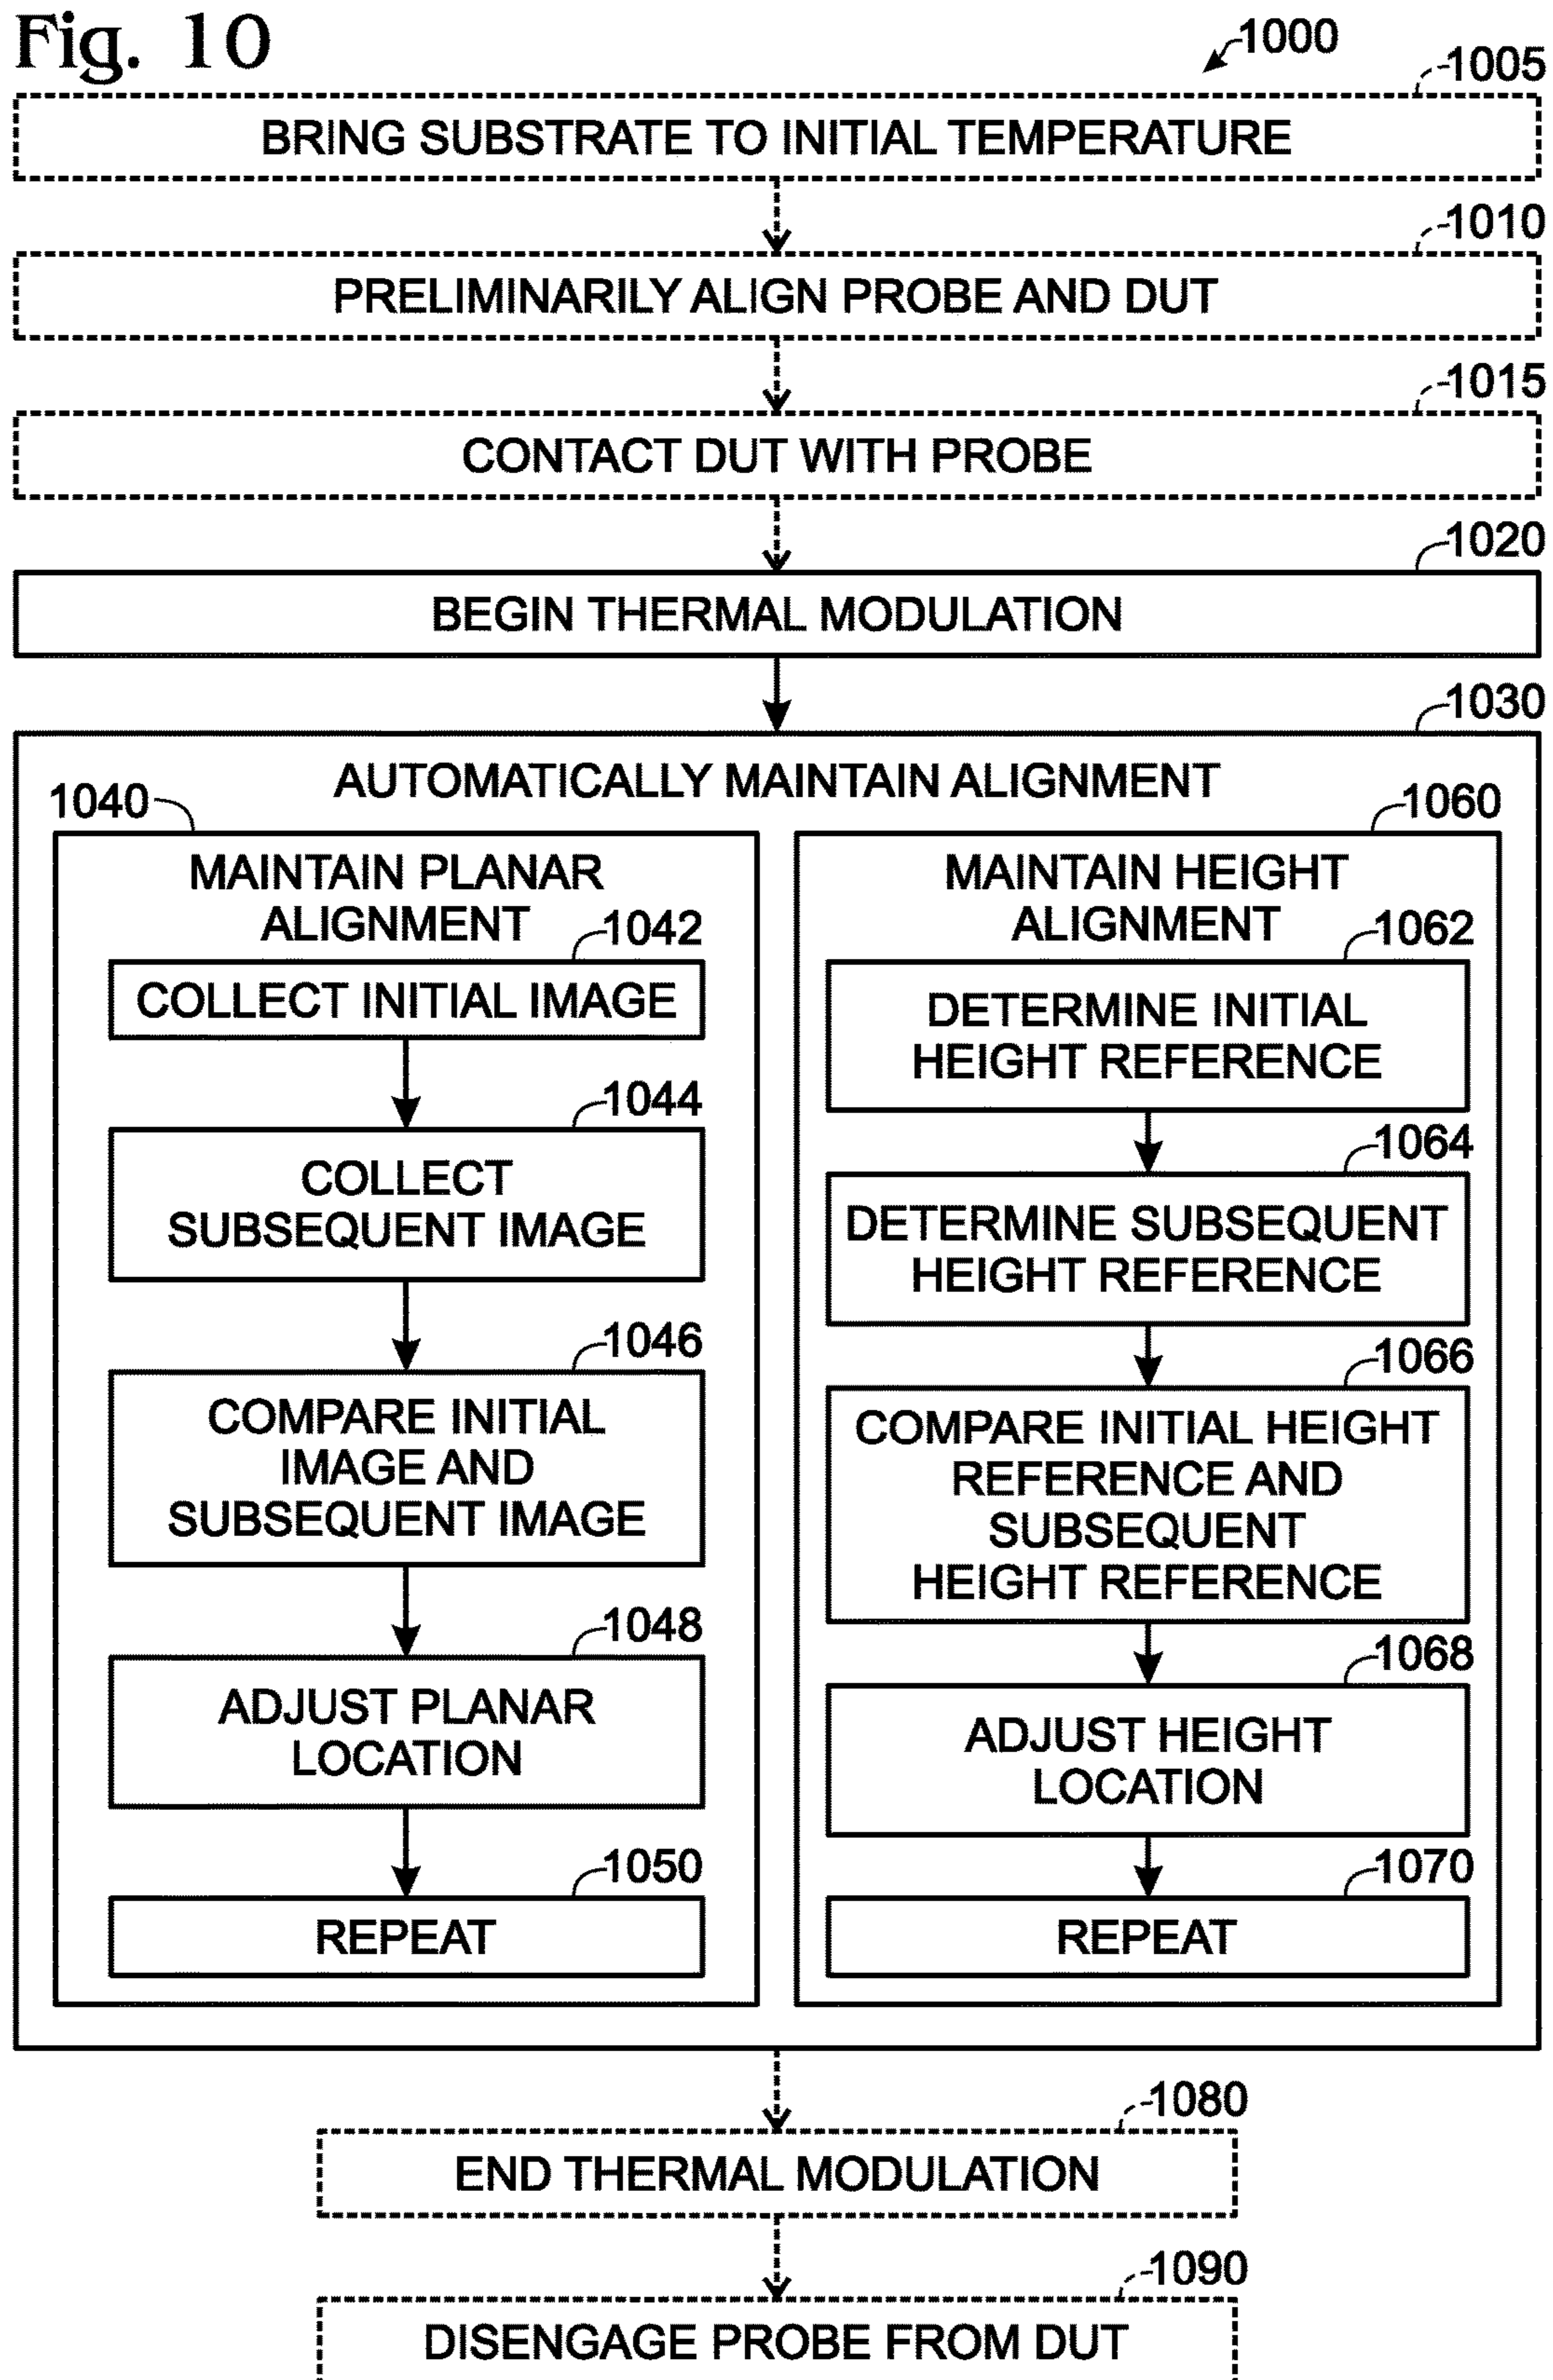 Fig. 10
1000
1005
BRING SUBSTRATE TO INITIAL TEMPERATURE
1010
PRELIMINARILY ALIGN PROBE AND DUT
1015
CONTACT DUT WITH PROBE
1020
BEGIN THERMAL MODULATION
1030
AUTOMATICALLY MAINTAIN ALIGNMENT
1040
MAINTAIN PLANAR
ALIGNMENT
1042
COLLECT INITIAL IMAGE
1044
COLLECT
SUBSEQUENT IMAGE
1046
COMPARE INITIAL
IMAGE AND
SUBSEQUENT IMAGE
1048
ADJUST PLANAR
LOCATION
1050
REPEAT
1060
MAINTAIN HEIGHT
ALIGNMENT
1062
DETERMINE INITIAL
HEIGHT REFERENCE
1064
DETERMINE SUBSEQUENT
HEIGHT REFERENCE
1066
COMPARE INITIAL HEIGHT
REFERENCE AND
SUBSEQUENT
HEIGHT REFERENCE
1068
ADJUST HEIGHT
LOCATION
1070
REPEAT
1080
END THERMAL MODULATION
1090
DISENGAGE PROBE FROM DUT